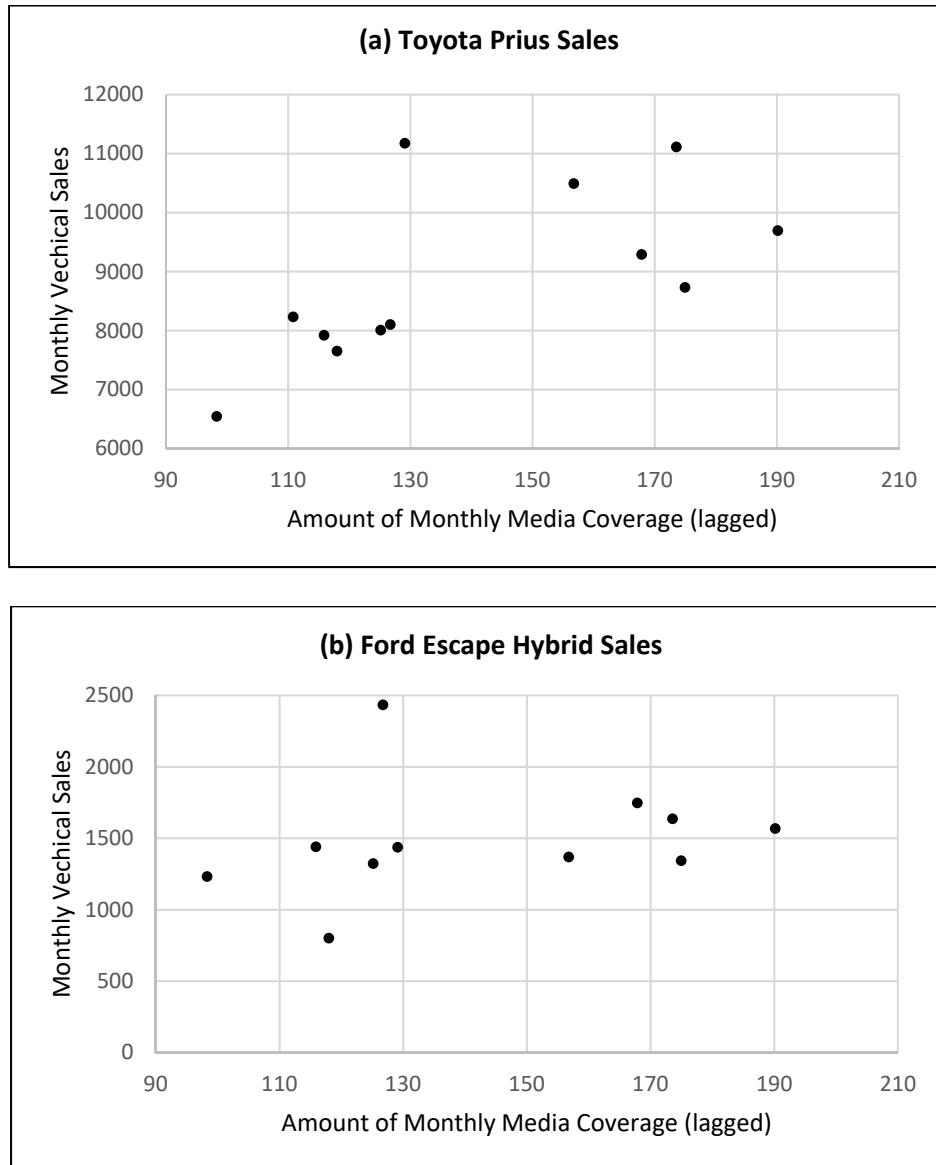 (a) Toyota Prius Sales
12000
11000
10000
9000
8000
7000
6000
90 110 130 150 170 190 210
Monthly Vechical Sales
Amount of Monthly Media Coverage (lagged)
(b) Ford Escape Hybrid Sales
2500
2000
1500
1000
500
0
90 110 130 150 170 190 210
Monthly Vechical Sales
Amount of Monthly Media Coverage (lagged)